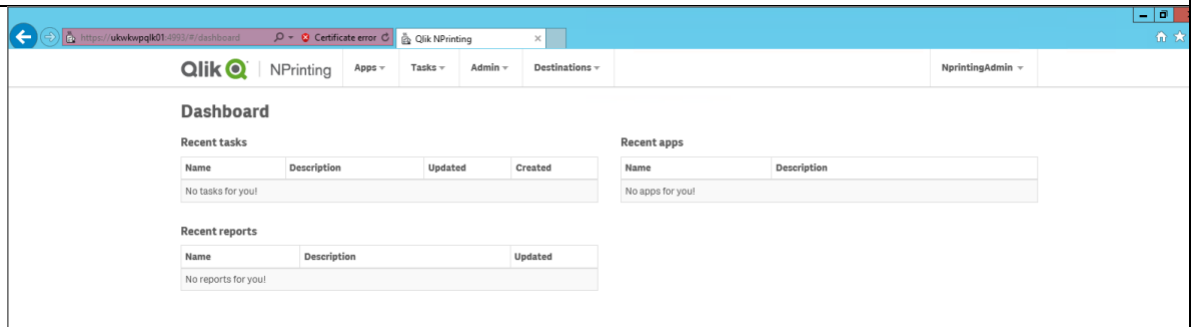 https://ukwkwpqlk01:4993/#/dashboard Certificate error Qlik NPrinting
Qlik NPrinting Apps Tasks Admin Destinations NprintingAdmin
Dashboard
Recent tasks
Name Description Updated Created
No tasks for you!
Recent apps
Name Description
No apps for you!
Recent reports
Name Description Updated
No reports for you!